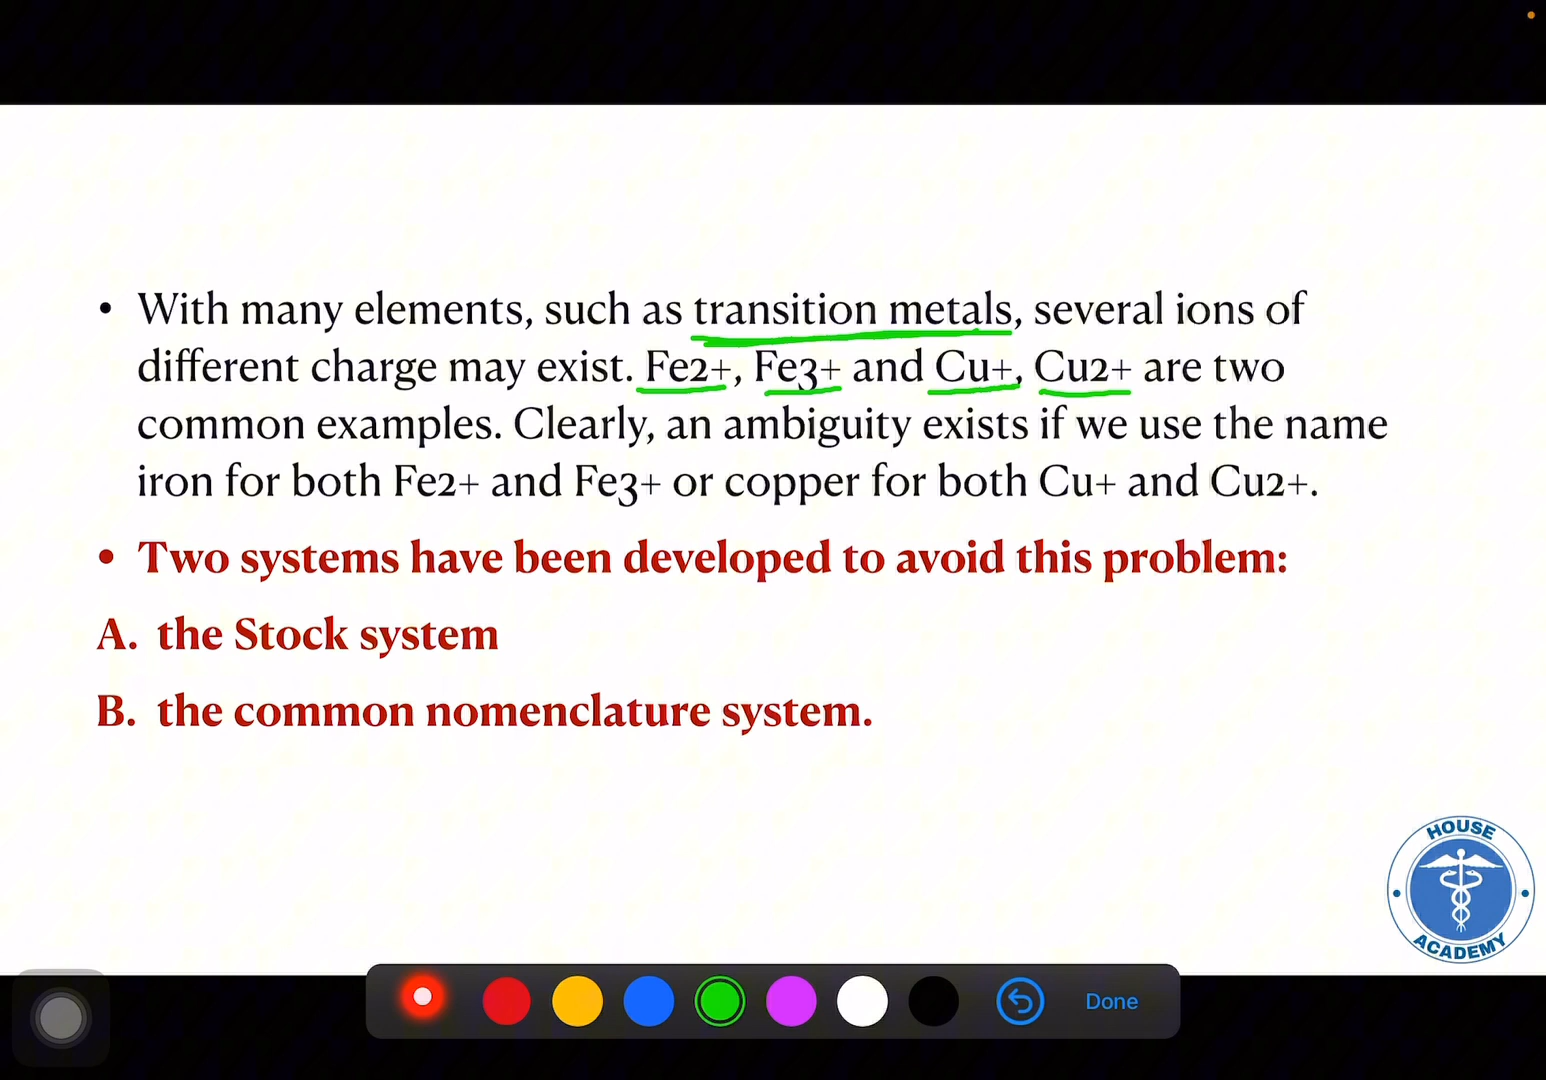 • With many elements, such as transition metals, several ions of
different charge may exist. Fe2+, Fe3+ and Cu+, Cu2+ are two
common examples. Clearly, an ambiguity exists if we use the name
iron for both Fe2+ and Fe3+ or copper for both Cu+ and Cu2+.
• Two systems have been developed to avoid this problem:
A. the Stock system
B. the common nomenclature system.
HOUSE
ACADEMY
Done